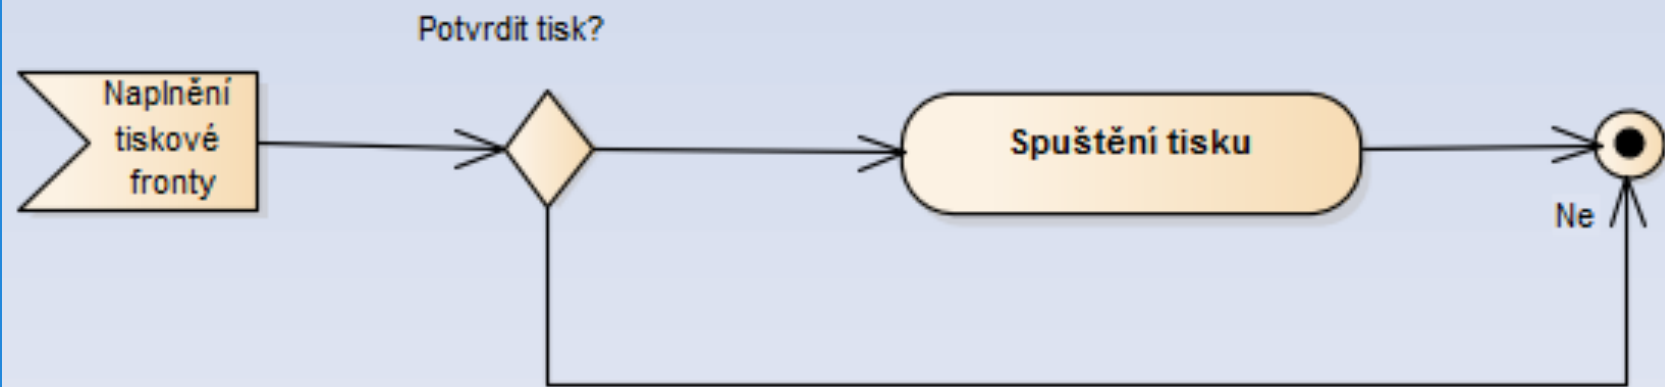 Potvrdit tisk?
Naplnění
tiskové
fronty
Spuštění tisku
Ne